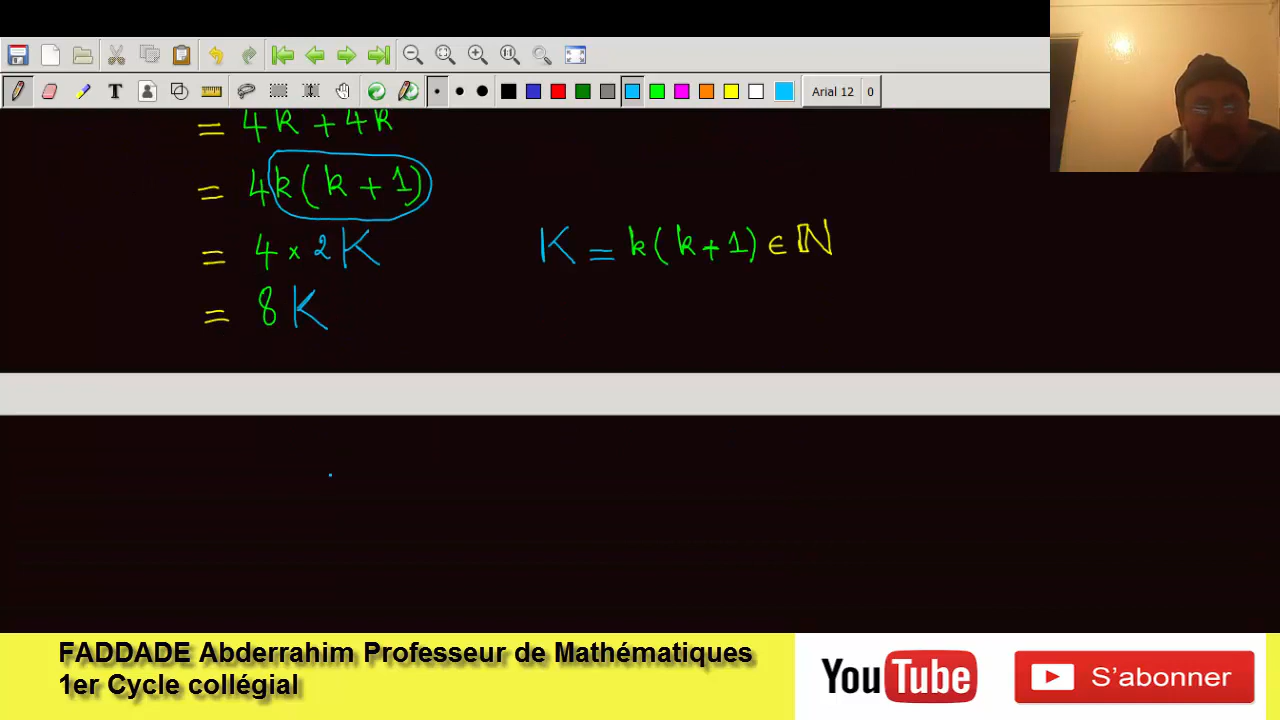 Arial 12 0
= 4k + 4k
= 4k(k + 1)
= 4 × 2K K = k(k + 1) ∈ ℕ
= 8K
FADDADE Abderrahim Professeur de Mathématiques
1er Cycle collégial
YouTube S'abonner